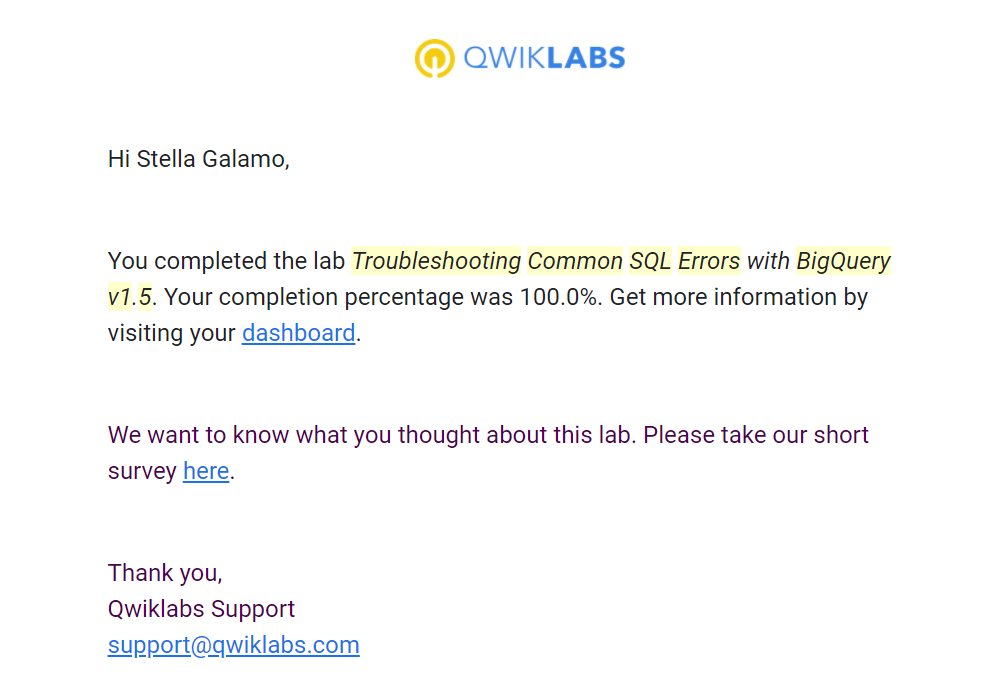 QWIKLABS
Hi Stella Galamo,
You completed the lab Troubleshooting Common SQL Errors with BigQuery
v1.5. Your completion percentage was 100.0%. Get more information by
visiting your dashboard.
We want to know what you thought about this lab. Please take our short
survey here.
Thank you,
Qwiklabs Support
support@qwiklabs.com